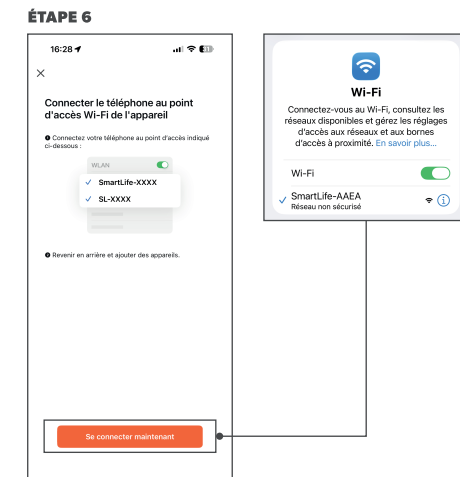 ÉTAPE 6
16:28
Connecter le téléphone au point
d'accès Wi-Fi de l'appareil
❶ Connectez votre téléphone au point d'accès indiqué
ci-dessous :
WLAN
SmartLife-XXXX
SL-XXXX
❷ Revenir en arrière et ajouter des appareils.
Se connecter maintenant
Wi-Fi
Connectez-vous au Wi-Fi, consultez les
réseaux disponibles et gérez les réglages
d'accès aux réseaux et aux bornes
d'accès à proximité. En savoir plus...
Wi-Fi
SmartLife-AAEA
Réseau non sécurisé